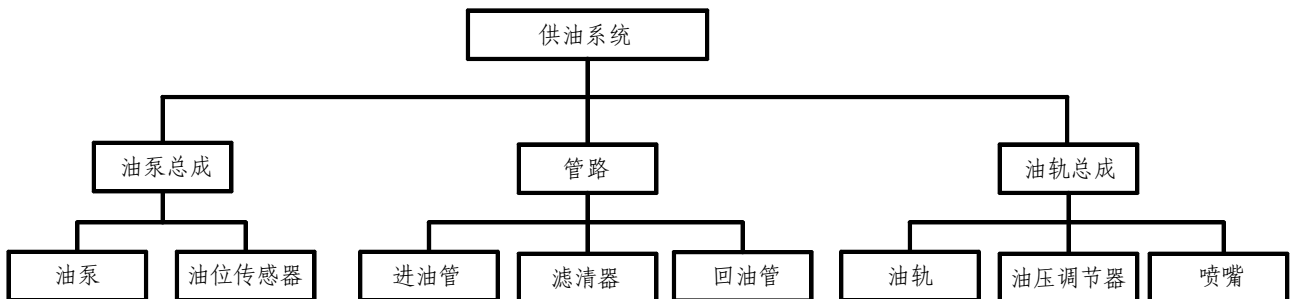 供油系统
油泵总成
管路
油轨总成
油泵
油位传感器
进油管
滤清器
回油管
油轨
油压调节器
喷嘴